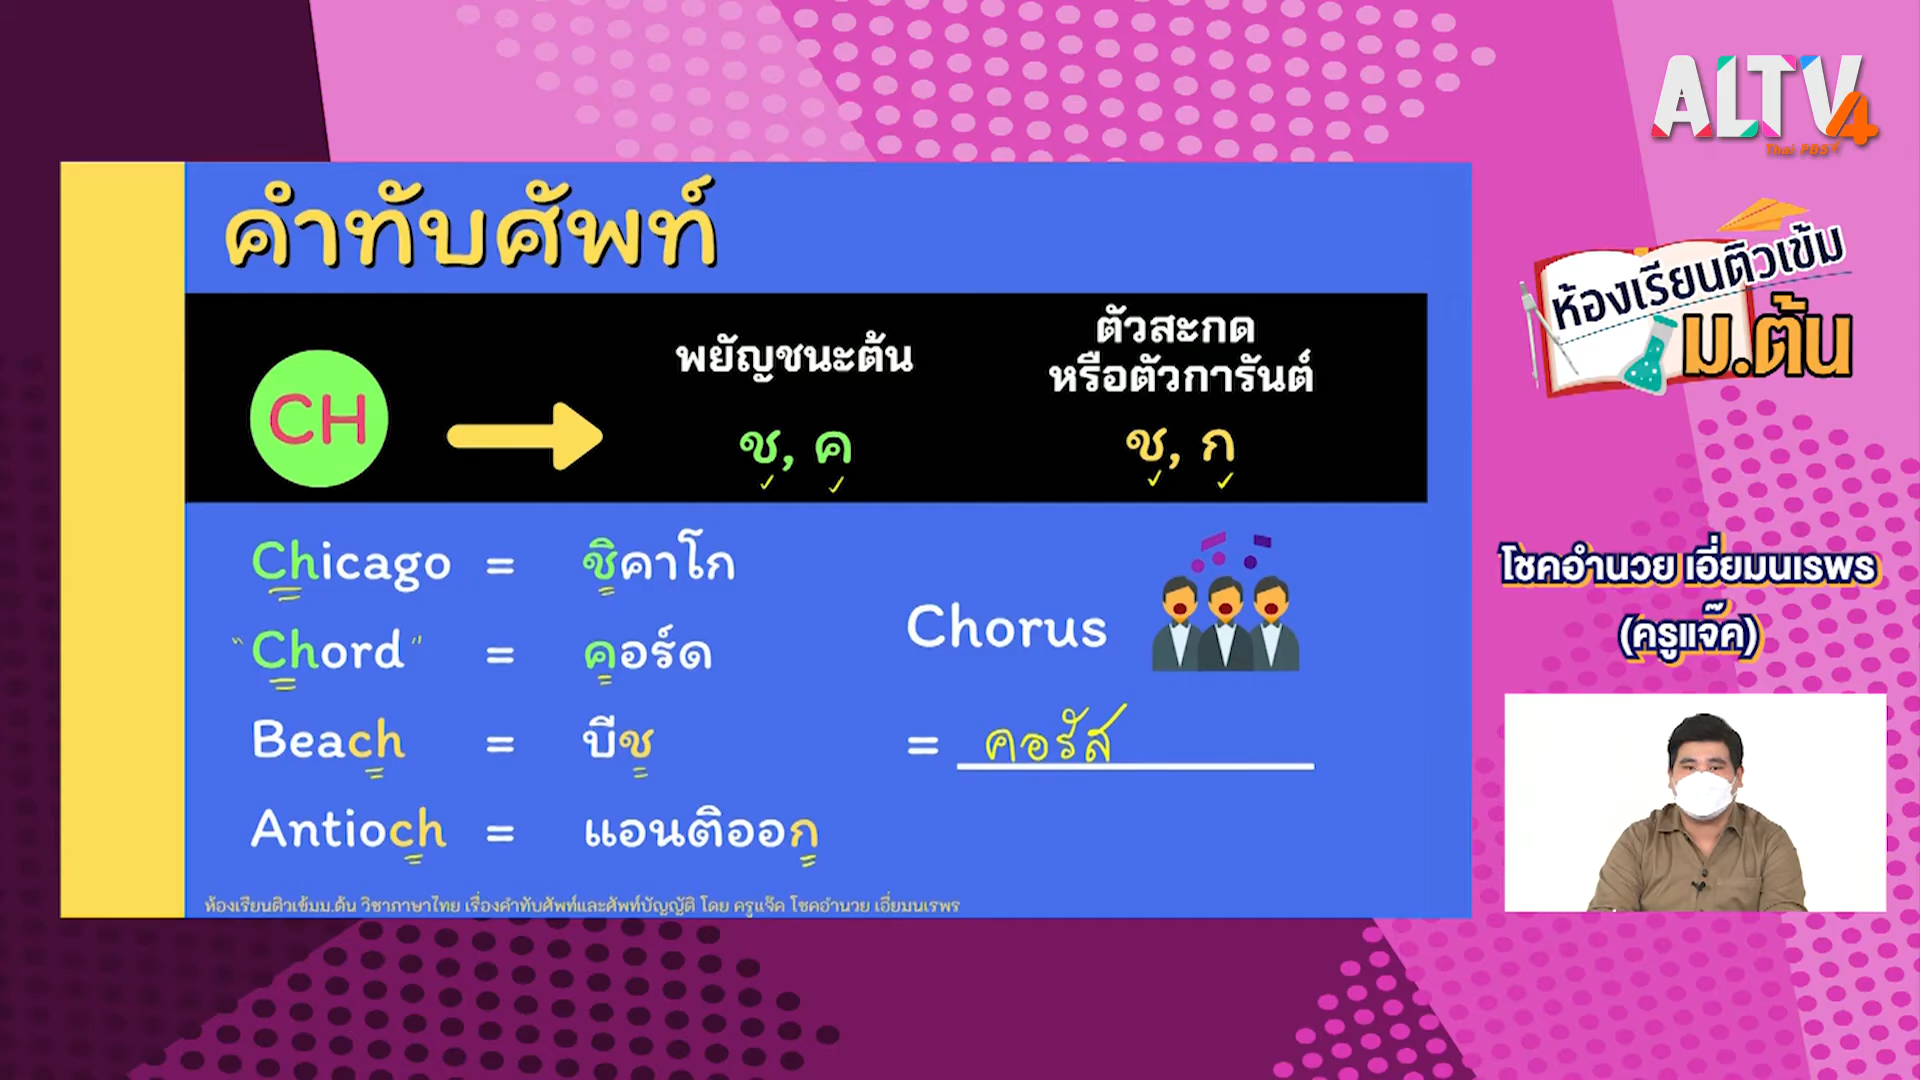 ALTV4
Thai PBS
คำทับศัพท์
ห้องเรียนติวเข้ม
ม.ต้น
CH
พยัญชนะต้น
ช, ค
ตัวสะกด
หรือตัวการันต์
ช, ก
Chicago = ชิคาโก
"Chord" = คอร์ด
Beach = บีช
Antioch = แอนติออก
Chorus
= คอรัส
โชคอำนวย เอี่ยมนเรพร
(ครูแจ๊ค)
ห้องเรียนติวเข้มม.ต้น วิชาภาษาไทย เรื่องคำทับศัพท์และศัพท์บัญญัติ โดย ครูแจ๊ค โชคอำนวย เอี่ยมนเรพร